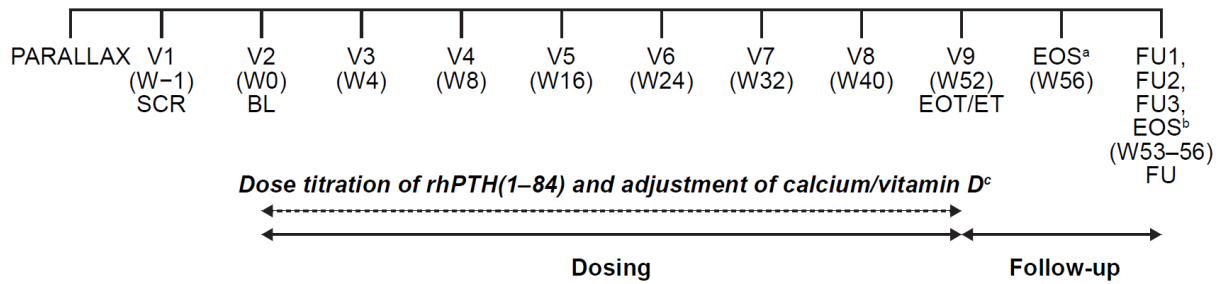 PARALLAX V1 V2 V3 V4 V5 V6 V7 V8 V9 EOSᵃ FU1,
(W−1) (W0) (W4) (W8) (W16) (W24) (W32) (W40) (W52) (W56) FU2,
SCR BL EOT/ET FU3,
EOSᵇ
(W53–56)
FU
Dose titration of rhPTH(1–84) and adjustment of calcium/vitamin Dᶜ
Dosing Follow-up